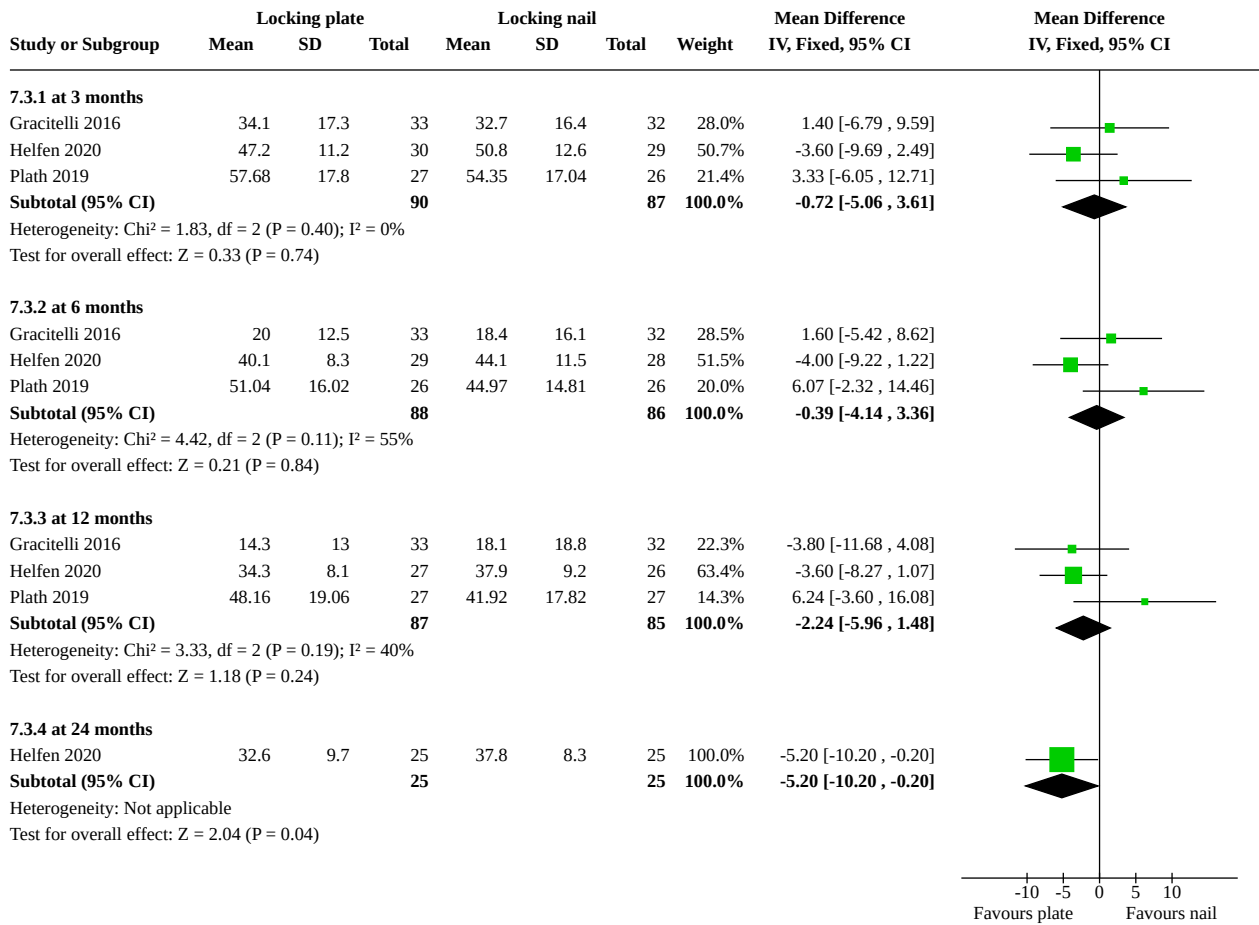 Locking plate Locking nail Mean Difference Mean Difference
Study or Subgroup Mean SD Total Mean SD Total Weight IV, Fixed, 95% CI IV, Fixed, 95% CI
7.3.1 at 3 months
Gracitelli 2016 34.1 17.3 33 32.7 16.4 32 28.0% 1.40 [-6.79 , 9.59]
Helfen 2020 47.2 11.2 30 50.8 12.6 29 50.7% -3.60 [-9.69 , 2.49]
Plath 2019 57.68 17.8 27 54.35 17.04 26 21.4% 3.33 [-6.05 , 12.71]
Subtotal (95% CI) 90 87 100.0% -0.72 [-5.06 , 3.61]
Heterogeneity: Chi² = 1.83, df = 2 (P = 0.40); I² = 0%
Test for overall effect: Z = 0.33 (P = 0.74)
7.3.2 at 6 months
Gracitelli 2016 20 12.5 33 18.4 16.1 32 28.5% 1.60 [-5.42 , 8.62]
Helfen 2020 40.1 8.3 29 44.1 11.5 28 51.5% -4.00 [-9.22 , 1.22]
Plath 2019 51.04 16.02 26 44.97 14.81 26 20.0% 6.07 [-2.32 , 14.46]
Subtotal (95% CI) 88 86 100.0% -0.39 [-4.14 , 3.36]
Heterogeneity: Chi² = 4.42, df = 2 (P = 0.11); I² = 55%
Test for overall effect: Z = 0.21 (P = 0.84)
7.3.3 at 12 months
Gracitelli 2016 14.3 13 33 18.1 18.8 32 22.3% -3.80 [-11.68 , 4.08]
Helfen 2020 34.3 8.1 27 37.9 9.2 26 63.4% -3.60 [-8.27 , 1.07]
Plath 2019 48.16 19.06 27 41.92 17.82 27 14.3% 6.24 [-3.60 , 16.08]
Subtotal (95% CI) 87 85 100.0% -2.24 [-5.96 , 1.48]
Heterogeneity: Chi² = 3.33, df = 2 (P = 0.19); I² = 40%
Test for overall effect: Z = 1.18 (P = 0.24)
7.3.4 at 24 months
Helfen 2020 32.6 9.7 25 37.8 8.3 25 100.0% -5.20 [-10.20 , -0.20]
Subtotal (95% CI) 25 25 100.0% -5.20 [-10.20 , -0.20]
Heterogeneity: Not applicable
Test for overall effect: Z = 2.04 (P = 0.04)
-10 -5 0 5 10
Favours plate Favours nail